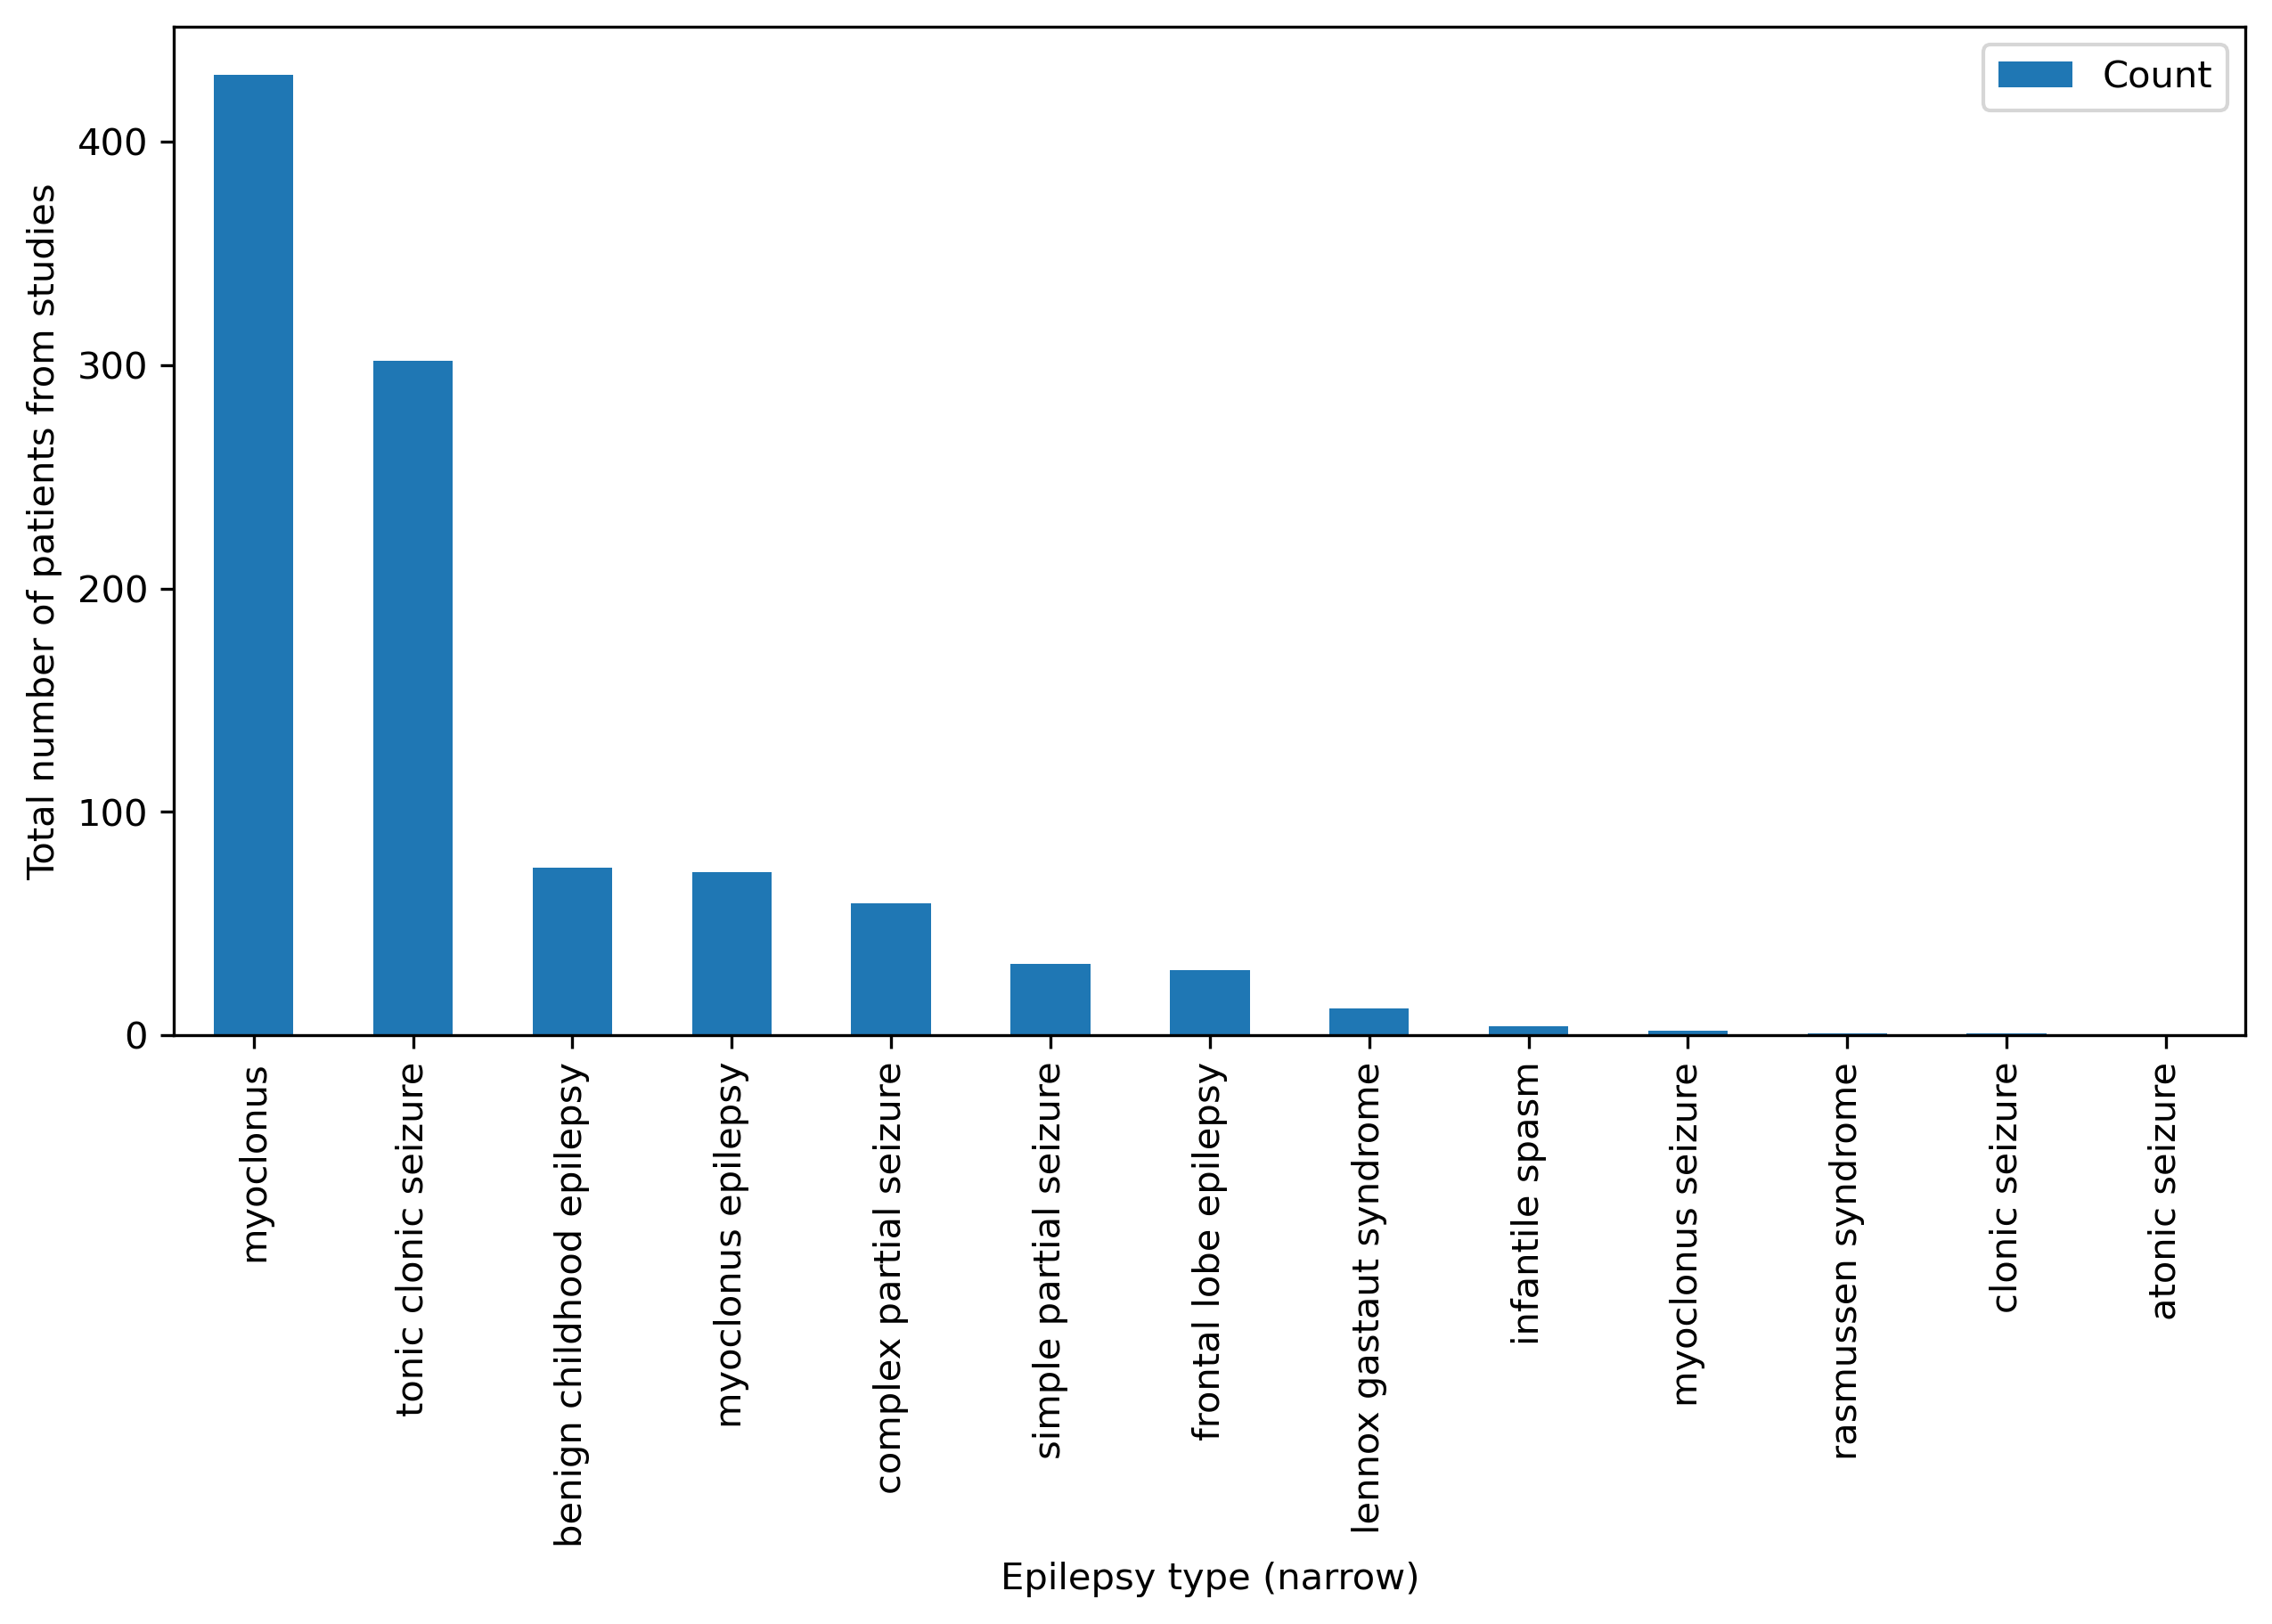 Count
Total number of patients from studies
400
300
200
100
0
myoclonus
tonic clonic seizure
benign childhood epilepsy
myoclonus epilepsy
complex partial seizure
simple partial seizure
frontal lobe epilepsy
lennox gastaut syndrome
infantile spasm
myoclonus seizure
rasmussen syndrome
clonic seizure
atonic seizure
Epilepsy type (narrow)